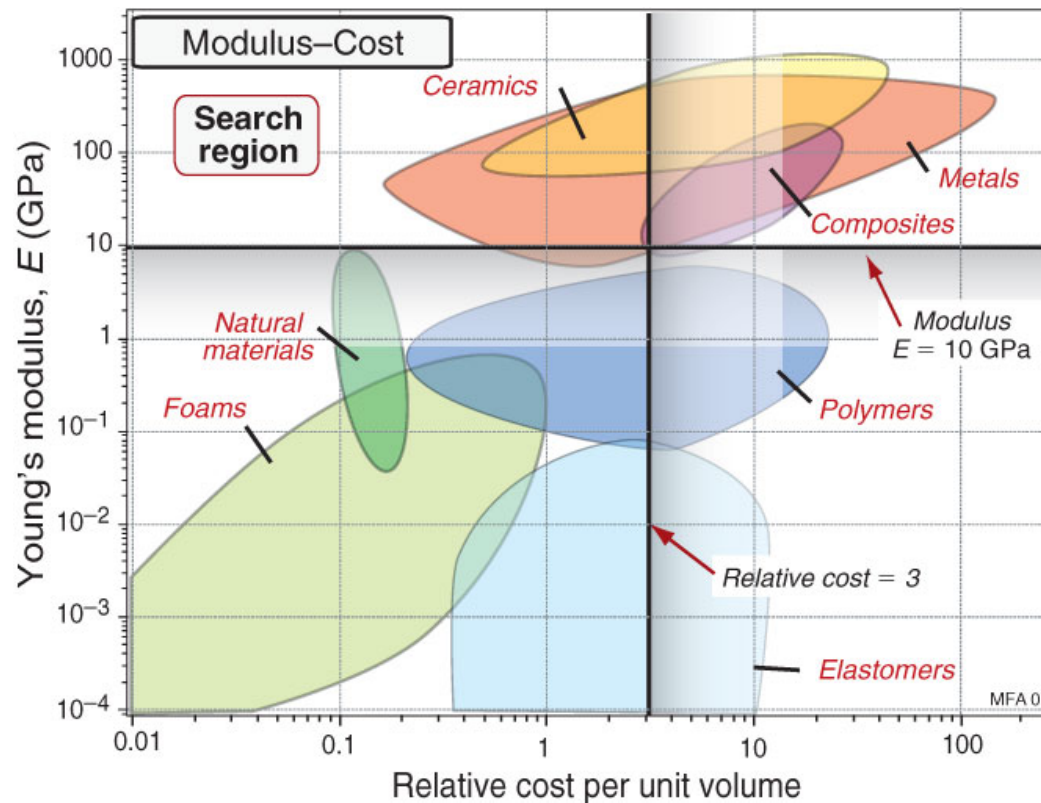 Modulus–Cost
Search
region
Ceramics
Metals
Composites
Natural
materials
Foams
Modulus
E = 10 GPa
Polymers
Relative cost = 3
Elastomers
MFA 0
Young's modulus, E (GPa)
1000
100
10
1
10⁻¹
10⁻²
10⁻³
10⁻⁴
0.01 0.1 1 10 100
Relative cost per unit volume